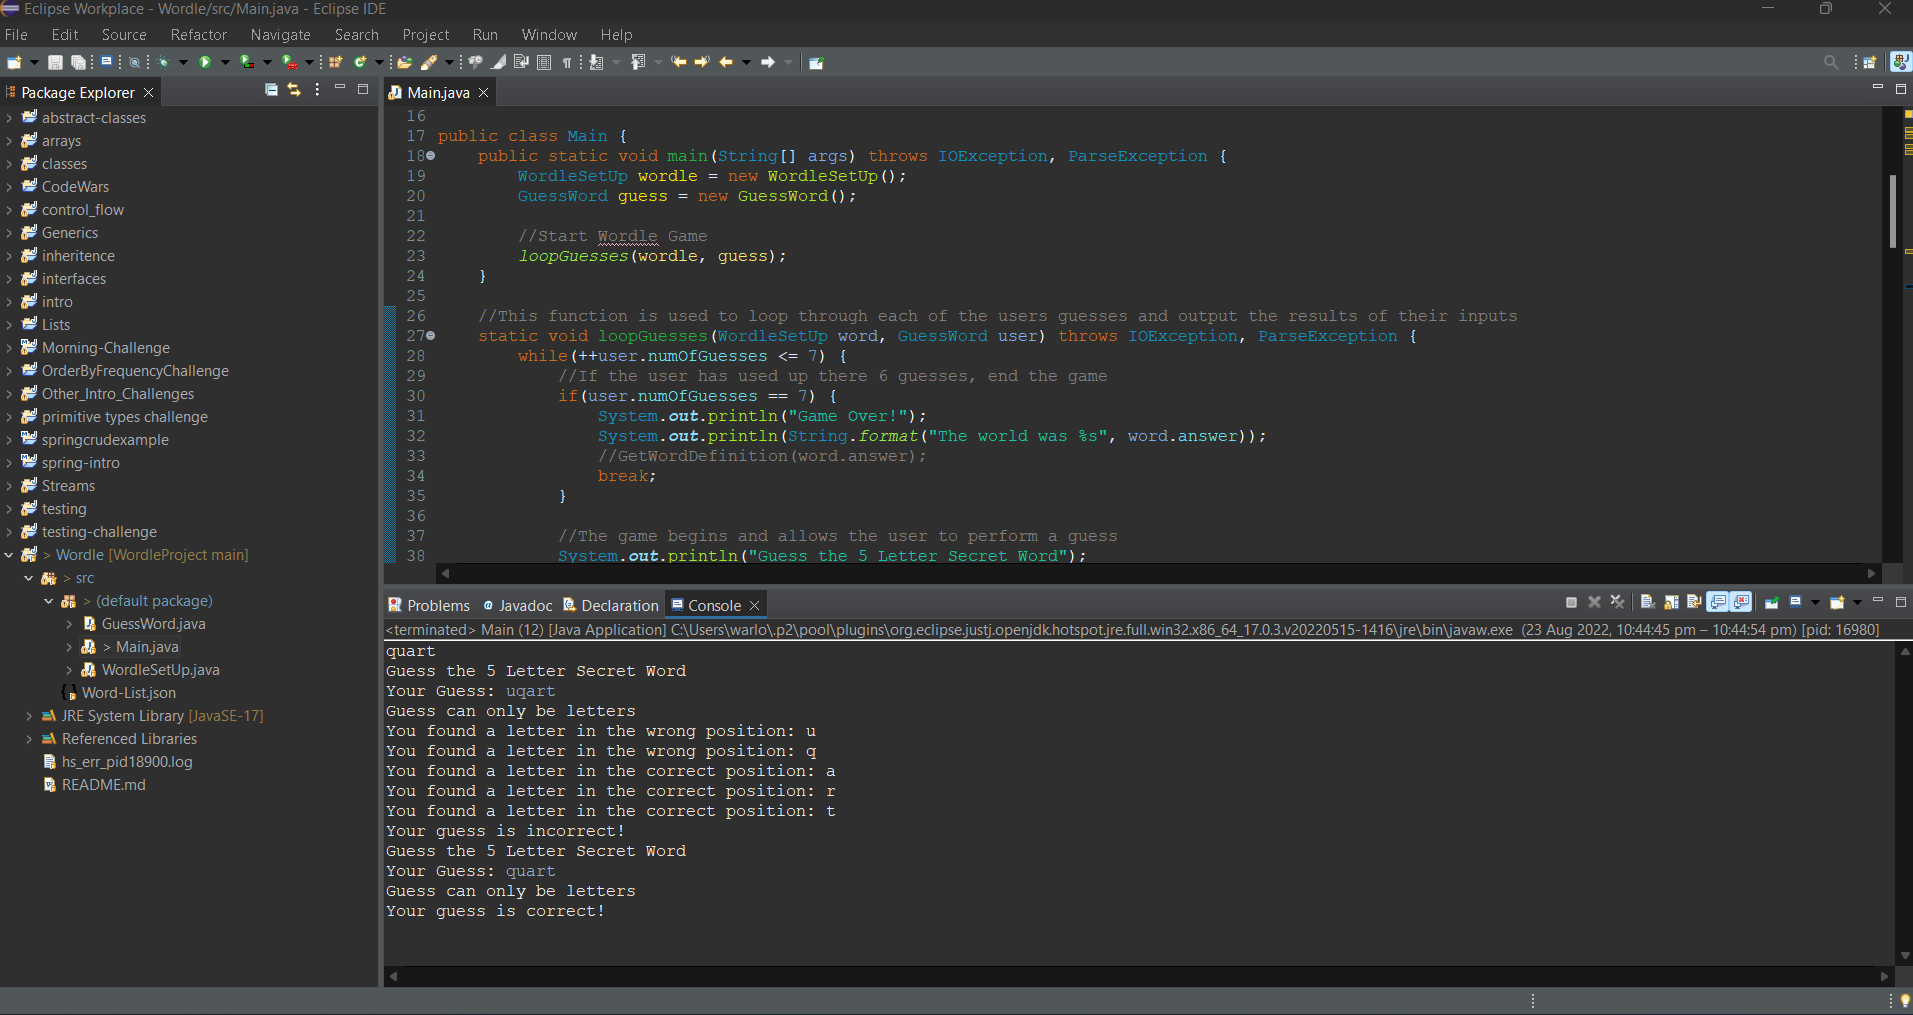 Eclipse Workplace - Wordle/src/Main.java - Eclipse IDE
File Edit Source Refactor Navigate Search Project Run Window Help
Package Explorer
abstract-classes
arrays
classes
CodeWars
control_flow
Generics
inheritence
interfaces
intro
Lists
Morning-Challenge
OrderByFrequencyChallenge
Other_Intro_Challenges
primitive types challenge
springcrudexample
spring-intro
Streams
testing
testing-challenge
> Wordle [WordleProject main]
> src
> (default package)
GuessWord.java
> Main.java
WordleSetUp.java
Word-List.json
JRE System Library [JavaSE-17]
Referenced Libraries
hs_err_pid18900.log
README.md
Main.java
16
17 public class Main {
18 public static void main(String[] args) throws IOException, ParseException {
19 WordleSetUp wordle = new WordleSetUp();
20 GuessWord guess = new GuessWord();
21
22 //Start Wordle Game
23 loopGuesses(wordle, guess);
24 }
25
26 //This function is used to loop through each of the users guesses and output the results of their inputs
27 static void loopGuesses(WordleSetUp word, GuessWord user) throws IOException, ParseException {
28 while(++user.numOfGuesses <= 7) {
29 //If the user has used up there 6 guesses, end the game
30 if(user.numOfGuesses == 7) {
31 System.out.println("Game Over!");
32 System.out.println(String.format("The world was %s", word.answer));
33 //GetWordDefinition(word.answer);
34 break;
35 }
36
37 //The game begins and allows the user to perform a guess
38 System.out.println("Guess the 5 Letter Secret Word");
Problems Javadoc Declaration Console
<terminated> Main (12) [Java Application] C:\Users\warlo\.p2\pool\plugins\org.eclipse.justj.openjdk.hotspot.jre.full.win32.x86_64_17.0.3.v20220515-1416\jre\bin\javaw.exe (23 Aug 2022, 10:44:45 pm – 10:44:54 pm) [pid: 16980]
quart
Guess the 5 Letter Secret Word
Your Guess: uqart
Guess can only be letters
You found a letter in the wrong position: u
You found a letter in the wrong position: q
You found a letter in the correct position: a
You found a letter in the correct position: r
You found a letter in the correct position: t
Your guess is incorrect!
Guess the 5 Letter Secret Word
Your Guess: quart
Guess can only be letters
Your guess is correct!